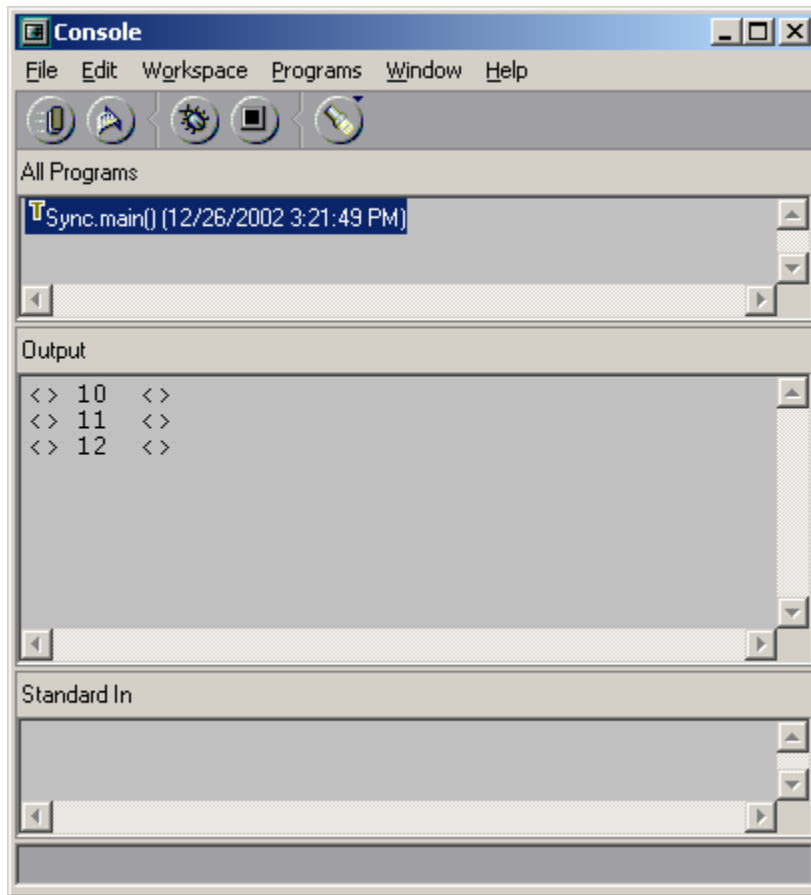 Console
File Edit Workspace Programs Window Help
All Programs
TSync.main() (12/26/2002 3:21:49 PM)
Output
<> 10 <>
<> 11 <>
<> 12 <>
Standard In